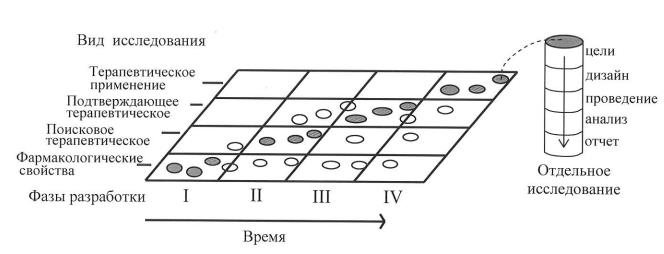 Вид исследования
Терапевтическое
применение
Подтверждающее
терапевтическое
Поисковое
терапевтическое
Фармакологические
свойства
Фазы разработки
I
II
III
IV
Время
цели
дизайн
проведение
анализ
отчет
Отдельное
исследование